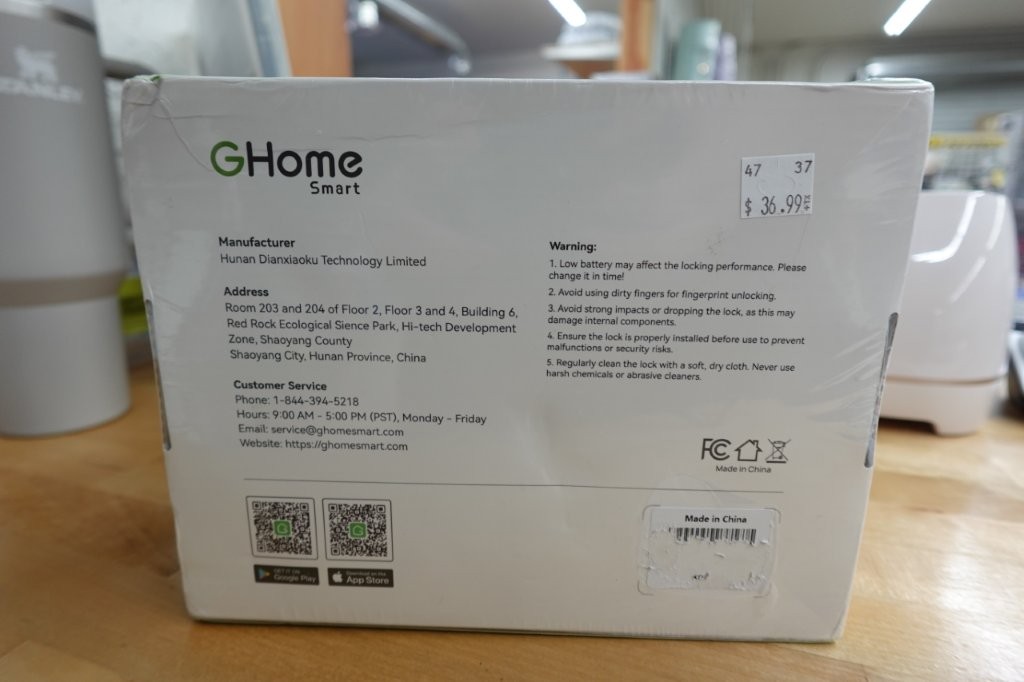 STANLEY
GHome
Smart
47 37
$ 36.99
Manufacturer
Hunan Dianxiaoku Technology Limited
Address
Room 203 and 204 of Floor 2, Floor 3 and 4, Building 6,
Red Rock Ecological Sience Park, Hi-tech Development
Zone, Shaoyang County
Shaoyang City, Hunan Province, China
Customer Service
Phone: 1-844-394-5218
Hours: 9:00 AM - 5:00 PM (PST), Monday - Friday
Email: service@ghomesmart.com
Website: https://ghomesmart.com
Warning:
1. Low battery may affect the locking performance. Please
change it in time!
2. Avoid using dirty fingers for fingerprint unlocking.
3. Avoid strong impacts or dropping the lock, as this may
damage internal components.
4. Ensure the lock is properly installed before use to prevent
malfunctions or security risks.
5. Regularly clean the lock with a soft, dry cloth. Never use
harsh chemicals or abrasive cleaners.
FC
Made in China
G
G
GET IT ON
Google Play
Download on the
App Store
Made in China